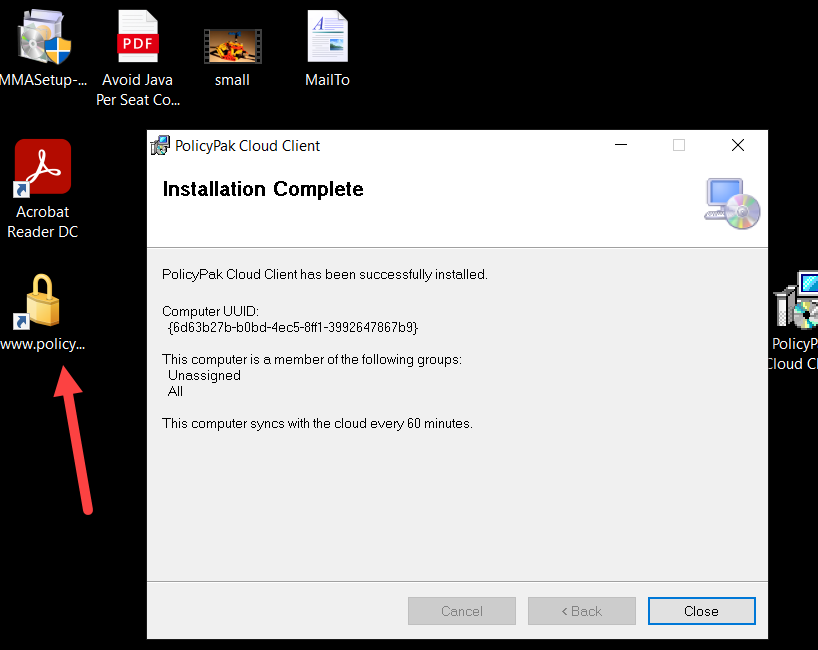 MMASetup-...
Avoid Java
Per Seat Co...
small
MailTo
PDF
Acrobat
Reader DC
www.policy...
PolicyPak Cloud Client
Installation Complete
PolicyPak Cloud Client has been successfully installed.
Computer UUID:
{6d63b27b-b0bd-4ec5-8ff1-3992647867b9}
This computer is a member of the following groups:
Unassigned
All
This computer syncs with the cloud every 60 minutes.
Cancel
< Back
Close
PolicyP
Cloud Cl